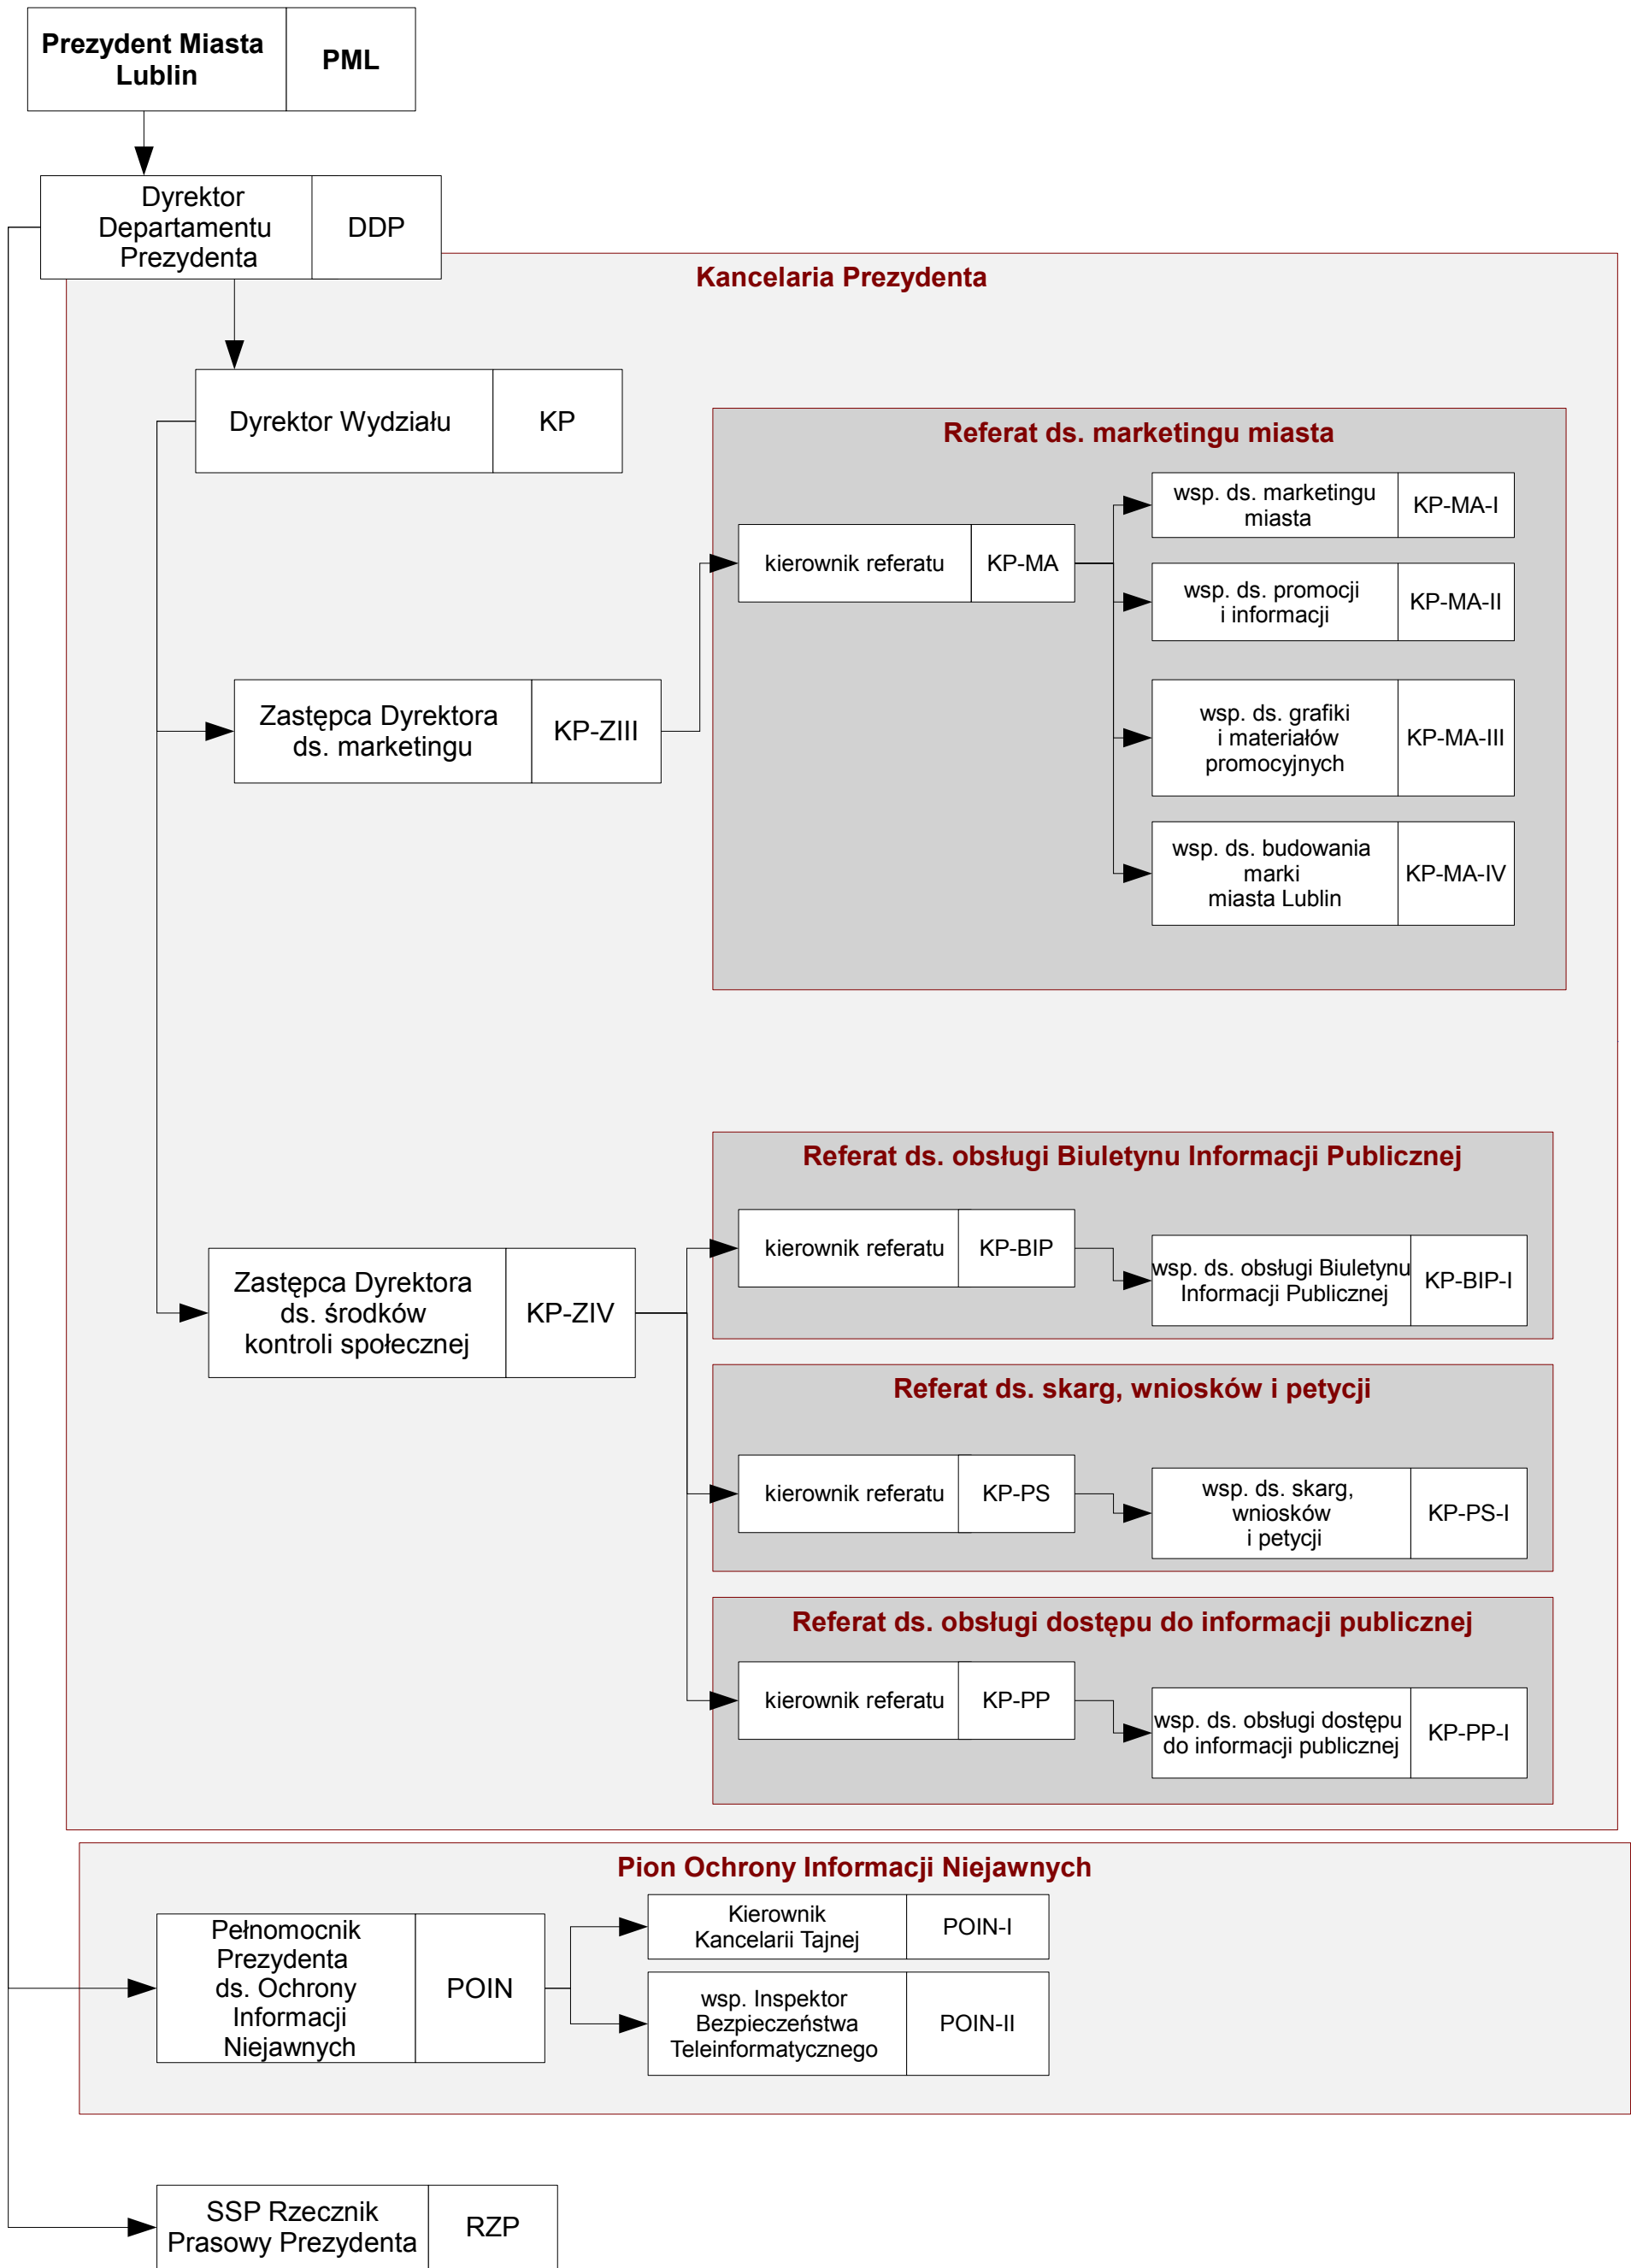 Prezydent Miasta
Lublin
PML
Dyrektor
Departamentu
Prezydenta
DDP
Kancelaria Prezydenta
Dyrektor Wydziału
KP
Referat ds. marketingu miasta
wsp. ds. marketingu
miasta
KP-MA-I
kierownik referatu
KP-MA
wsp. ds. promocji
i informacji
KP-MA-II
Zastępca Dyrektora
ds. marketingu
KP-ZIII
wsp. ds. grafiki
i materiałów
promocyjnych
KP-MA-III
wsp. ds. budowania
marki
miasta Lublin
KP-MA-IV
Referat ds. obsługi Biuletynu Informacji Publicznej
kierownik referatu
KP-BIP
wsp. ds. obsługi Biuletynu
Informacji Publicznej
KP-BIP-I
Zastępca Dyrektora
ds. środków
kontroli społecznej
KP-ZIV
Referat ds. skarg, wniosków i petycji
kierownik referatu
KP-PS
wsp. ds. skarg,
wniosków
i petycji
KP-PS-I
Referat ds. obsługi dostępu do informacji publicznej
kierownik referatu
KP-PP
wsp. ds. obsługi dostępu
do informacji publicznej
KP-PP-I
Pion Ochrony Informacji Niejawnych
Pełnomocnik
Prezydenta
ds. Ochrony
Informacji
Niejawnych
POIN
Kierownik
Kancelarii Tajnej
POIN-I
wsp. Inspektor
Bezpieczeństwa
Teleinformatycznego
POIN-II
SSP Rzecznik
Prasowy Prezydenta
RZP